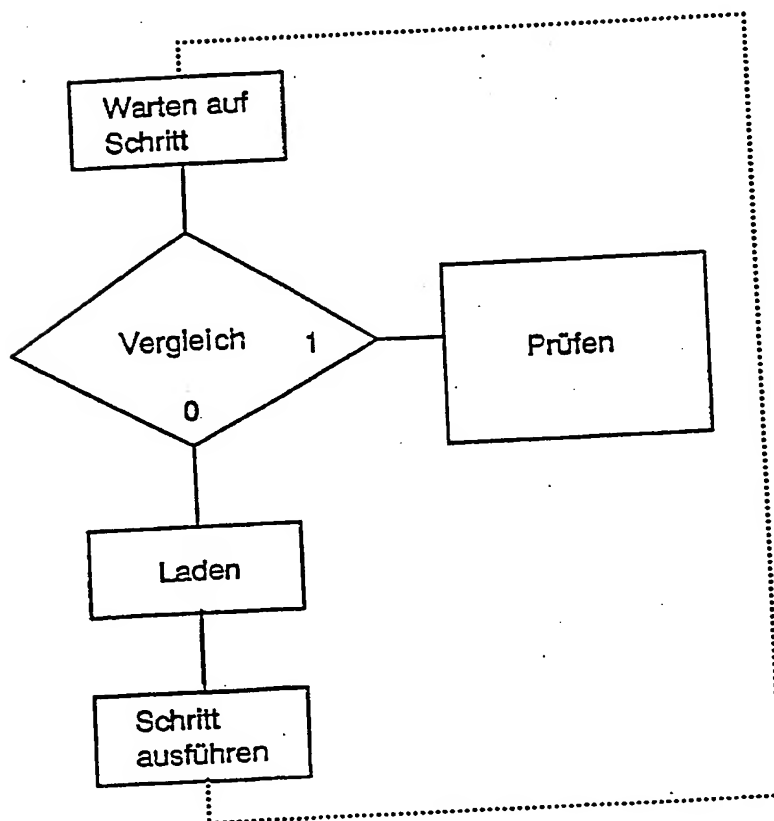 Warten auf
Schritt
Vergleich
1
Prüfen
0
Laden
Schritt
ausführen